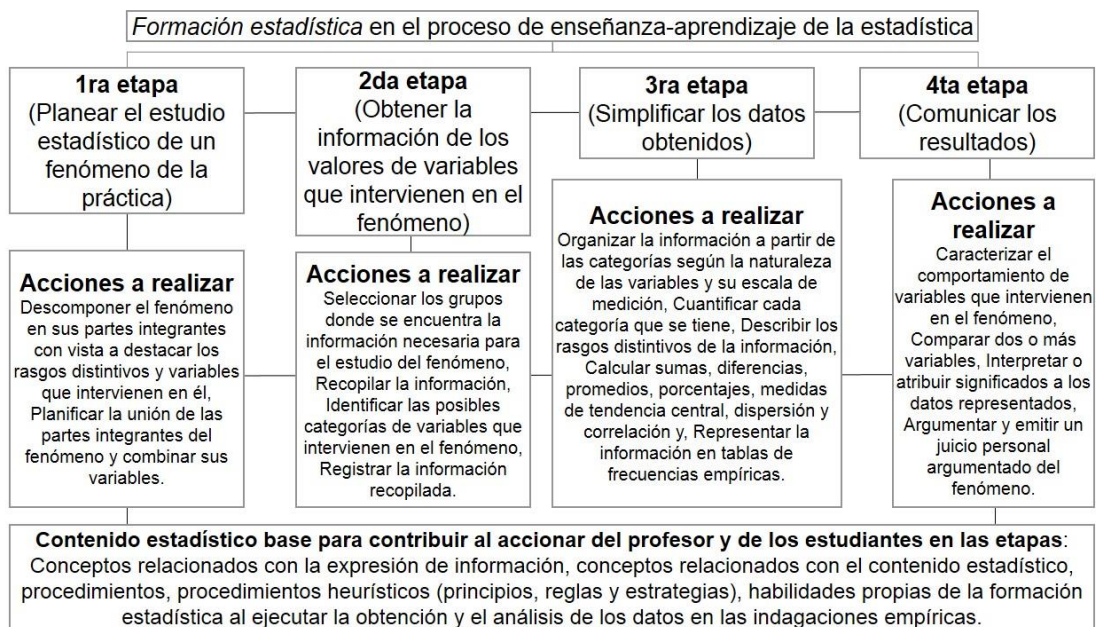 Formación estadística en el proceso de enseñanza-aprendizaje de la estadística
1ra etapa
(Planear el estudio
estadístico de un
fenómeno de la
práctica)
2da etapa
(Obtener la
información de los
valores de variables
que intervienen en el
fenómeno)
3ra etapa
(Simplificar los datos
obtenidos)
4ta etapa
(Comunicar los
resultados)
Acciones a realizar
Descomponer el fenómeno
en sus partes integrantes
con vista a destacar los
rasgos distintivos y variables
que intervienen en él,
Planificar la unión de las
partes integrantes del
fenómeno y combinar sus
variables.
Acciones a realizar
Seleccionar los grupos
donde se encuentra la
información necesaria para
el estudio del fenómeno,
Recopilar la información,
Identificar las posibles
categorías de variables que
intervienen en el fenómeno,
Registrar la información
recopilada.
Acciones a realizar
Organizar la información a partir de
las categorías según la naturaleza
de las variables y su escala de
medición, Cuantificar cada
categoría que se tiene, Describir los
rasgos distintivos de la información,
Calcular sumas, diferencias,
promedios, porcentajes, medidas
de tendencia central, dispersión y
correlación y, Representar la
información en tablas de
frecuencias empíricas.
Acciones a
realizar
Caracterizar el
comportamiento de
variables que intervienen
en el fenómeno,
Comparar dos o más
variables, Interpretar o
atribuir significados a los
datos representados,
Argumentar y emitir un
juicio personal
argumentado del
fenómeno.
Contenido estadístico base para contribuir al accionar del profesor y de los estudiantes en las etapas:
Conceptos relacionados con la expresión de información, conceptos relacionados con el contenido estadístico,
procedimientos, procedimientos heurísticos (principios, reglas y estrategias), habilidades propias de la formación
estadística al ejecutar la obtención y el análisis de los datos en las indagaciones empíricas.